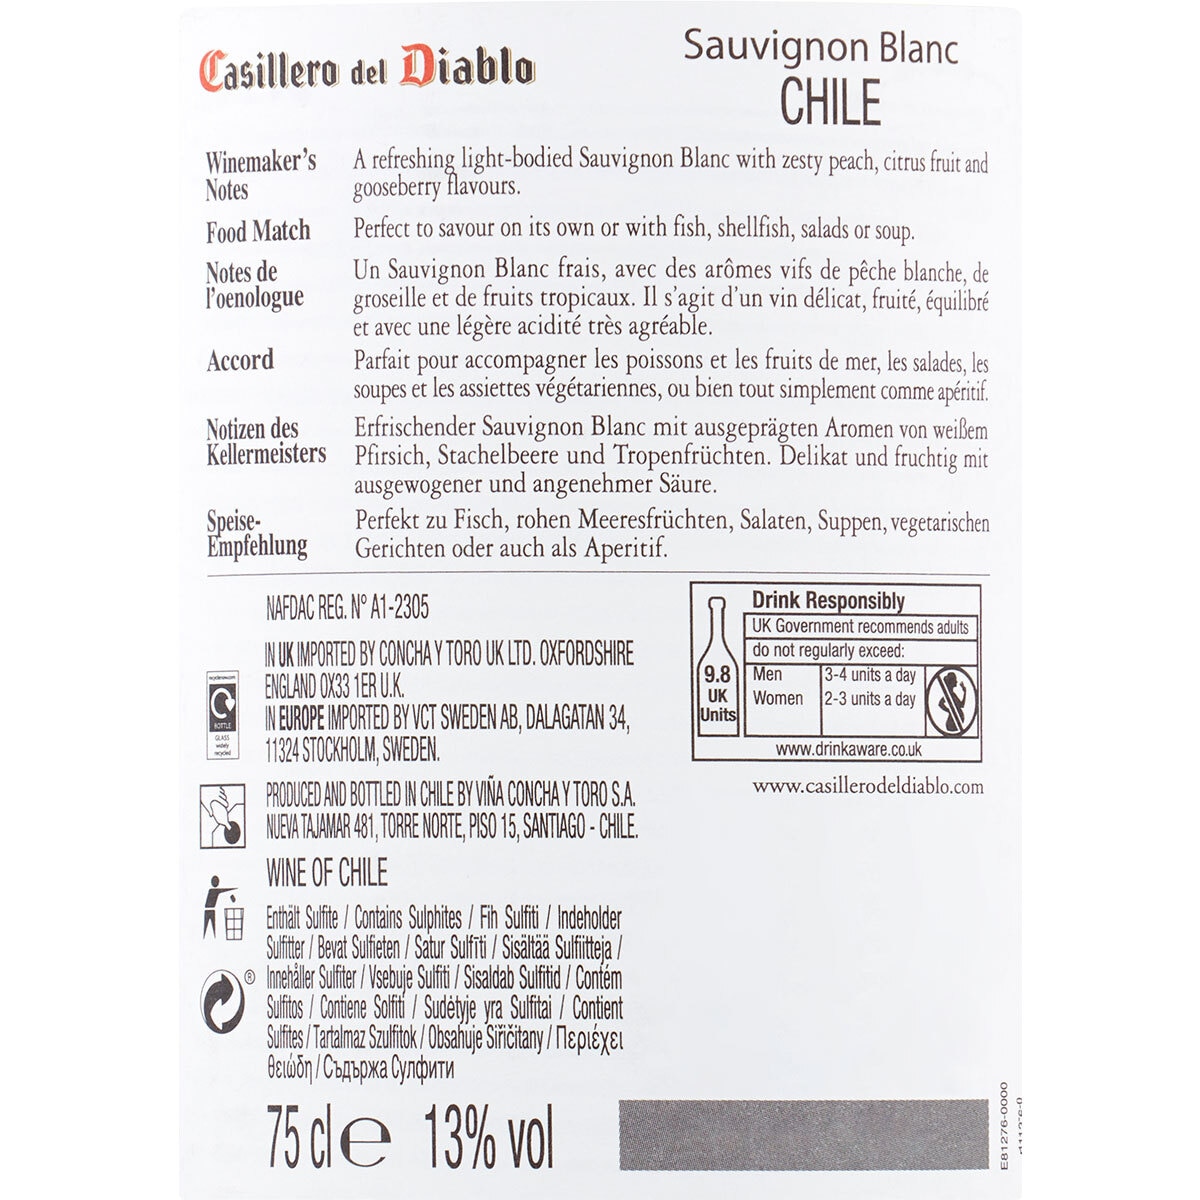 Casillero del Diablo
Sauvignon Blanc
CHILE
Winemaker's
Notes
A refreshing light-bodied Sauvignon Blanc with zesty peach, citrus fruit and
gooseberry flavours.
Food Match
Perfect to savour on its own or with fish, shellfish, salads or soup.
Notes de
l'oenologue
Un Sauvignon Blanc frais, avec des arômes vifs de pêche blanche, de
groseille et de fruits tropicaux. Il s'agit d'un vin délicat, fruité, équilibré
et avec une légère acidité très agréable.
Accord
Parfait pour accompagner les poissons et les fruits de mer, les salades, les
soupes et les assiettes végétariennes, ou bien tout simplement comme apéritif.
Notizen des
Kellermeisters
Erfrischender Sauvignon Blanc mit ausgeprägten Aromen von weißem
Pfirsich, Stachelbeere und Tropenfrüchten. Delikat und fruchtig mit
ausgewogener und angenehmer Säure.
Speise-
Empfehlung
Perfekt zu Fisch, rohen Meeresfrüchten, Salaten, Suppen, vegetarischen
Gerichten oder auch als Aperitif.
NAFDAC REG. N° A1-2305
IN UK IMPORTED BY CONCHA Y TORO UK LTD. OXFORDSHIRE
ENGLAND OX33 1ER U.K.
IN EUROPE IMPORTED BY VCT SWEDEN AB, DALAGATAN 34,
11324 STOCKHOLM, SWEDEN.
recyclenow.com
BOTTLE
GLASS
widely
recycled
PRODUCED AND BOTTLED IN CHILE BY VIÑA CONCHA Y TORO S.A.
NUEVA TAJAMAR 481, TORRE NORTE, PISO 15, SANTIAGO - CHILE.
WINE OF CHILE
Enthält Sulfite / Contains Sulphites / Fih Sulfiti / Indeholder
Sulfitter / Bevat Sulfieten / Satur Sulfīti / Sisältää Sulfiitteja /
Innehåller Sulfiter / Vsebuje Sulfiti / Sisaldab Sulfitid / Contém
Sulfitos / Contiene Solfiti / Sudėtyje yra Sulfitai / Contient
Sulfites / Tartalmaz Szulfitok / Obsahuje Siřičitany / Περιέχει
θειώδη / Съдържа Сулфити
®
75 cl e 13% vol
Drink Responsibly
UK Government recommends adults
do not regularly exceed:
Men 3-4 units a day
Women 2-3 units a day
9.8
UK
Units
www.drinkaware.co.uk
www.casillerodeldiablo.com
E81276-0000